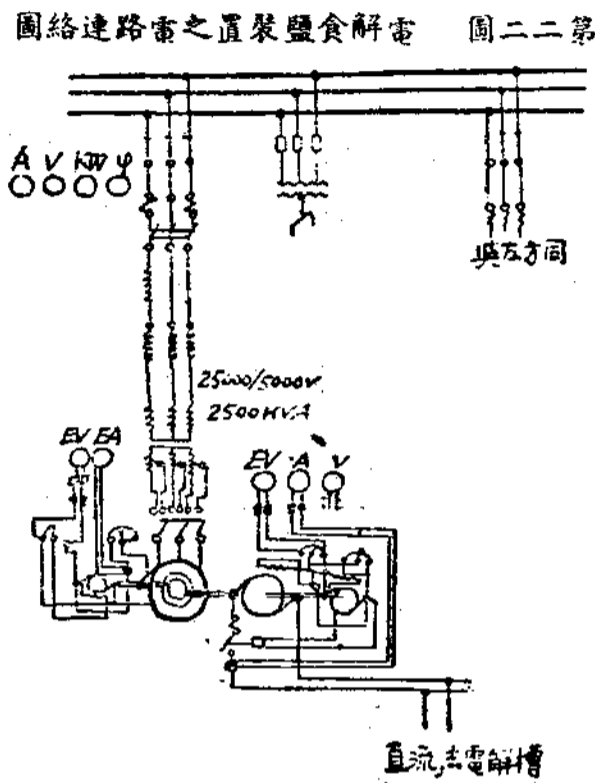 第二二圖 電解食鹽裝置之電路連絡圖
A V KW φ
與左方同
25000/5000V
2500KVA
EV EA
EV A V
直流,去電解槽